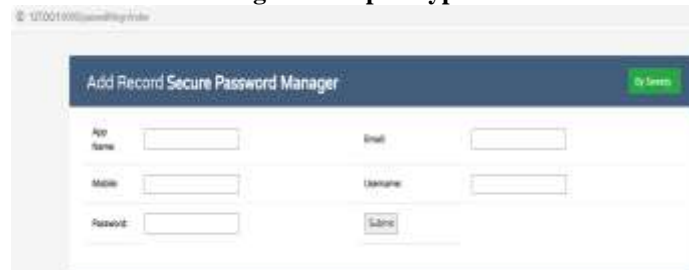 Add Record Secure Password Manager
App
Name
Email
Mobile
Username
Password
Submit